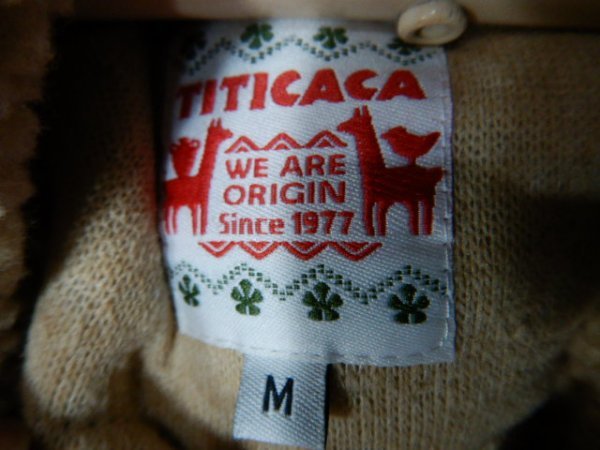 TITICACA
WE ARE
ORIGIN
Since 1977
M